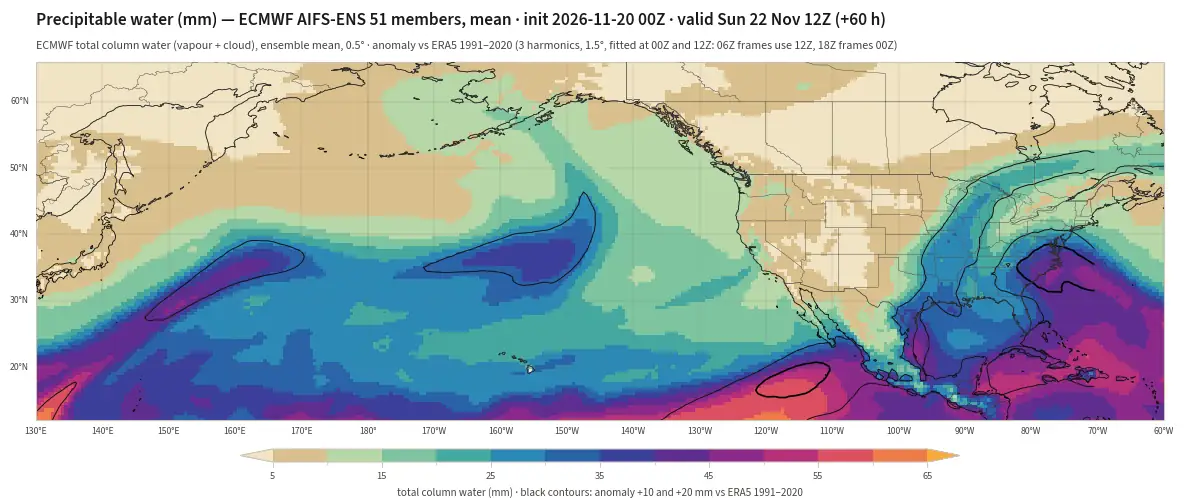 Precipitable water (mm) — ECMWF AIFS-ENS 51 members, mean · init 2026-11-20 00Z · valid Sun 22 Nov 12Z (+60 h)
ECMWF total column water (vapour + cloud), ensemble mean, 0.5° · anomaly vs ERA5 1991–2020 (3 harmonics, 1.5°, fitted at 00Z and 12Z: 06Z frames use 12Z, 18Z frames 00Z)
60°N
50°N
40°N
30°N
20°N
130°E 140°E 150°E 160°E 170°E 180° 170°W 160°W 150°W 140°W 130°W 120°W 110°W 100°W 90°W 80°W 70°W 60°W
5 15 25 35 45 55 65
total column water (mm) · black contours: anomaly +10 and +20 mm vs ERA5 1991–2020